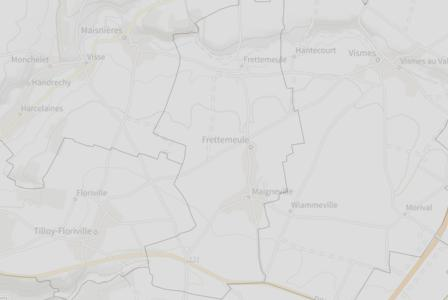 Maisnières
Hantecourt
Vismes
Monchelet
Visse
Frettemeule
Vismes au Val
Handrechy
Harcelaines
Frettemeule
Floriville
Maigneville
Wiammeville
Morival
Tilloy-Floriville